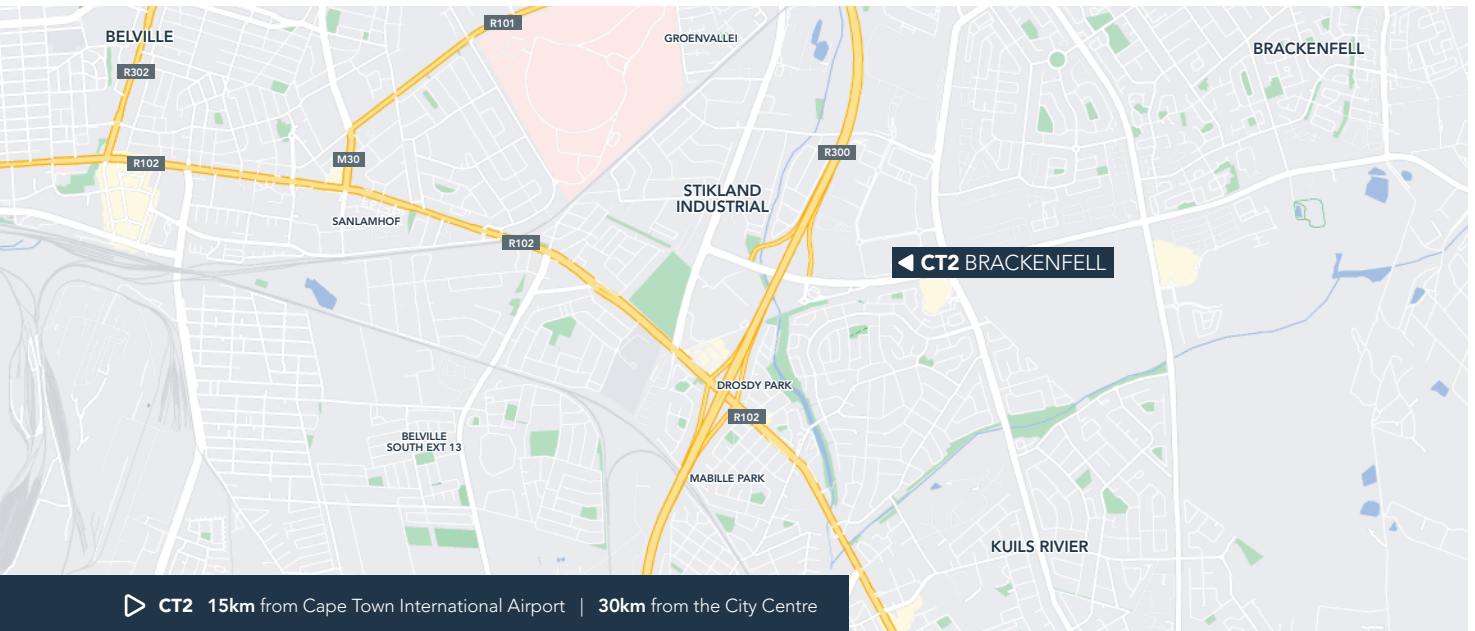 R101
BELVILLE
GROENVALLEI
BRACKENFELL
R302
R300
M30
R102
STIKLAND
INDUSTRIAL
SANLAMHOF
R102
CT2 BRACKENFELL
DROSDY PARK
R102
BELVILLE
SOUTH EXT 13
MABILLE PARK
KUILS RIVIER
CT2 15km from Cape Town International Airport | 30km from the City Centre